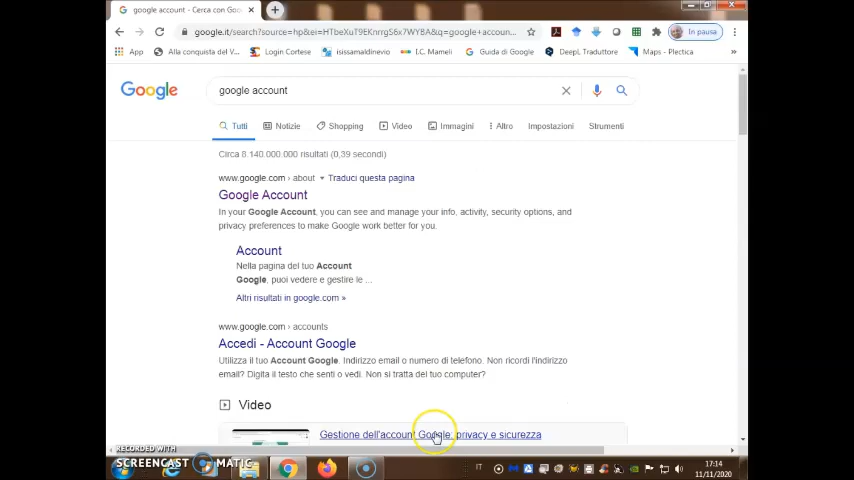 google account - Cerca con Goo
google.it/search?source=hp&ei=HTbeXuT9EKnrrgS6x7WYBA&q=google+accoun...
In pausa
App
Alla conquista del V...
Login Cortese
isissamaldinevio
I.C. Mameli
Guida di Google
DeepL Traduttore
Maps - Plectica
Google
google account
Tutti
Notizie
Shopping
Video
Immagini
Altro
Impostazioni
Strumenti
Circa 8.140.000.000 risultati (0,39 secondi)
www.google.com › about ▼ Traduci questa pagina
Google Account
In your Google Account, you can see and manage your info, activity, security options, and
privacy preferences to make Google work better for you.
Account
Nella pagina del tuo Account
Google, puoi vedere e gestire le ...
Altri risultati in google.com »
www.google.com › accounts
Accedi - Account Google
Utilizza il tuo Account Google. Indirizzo email o numero di telefono. Non ricordi l'indirizzo
email? Digita il testo che senti o vedi. Non si tratta del tuo computer?
Video
Gestione dell'account Google: privacy e sicurezza
RECORDED WITH
SCREENCAST MATIC
IT
17:14
11/11/2020